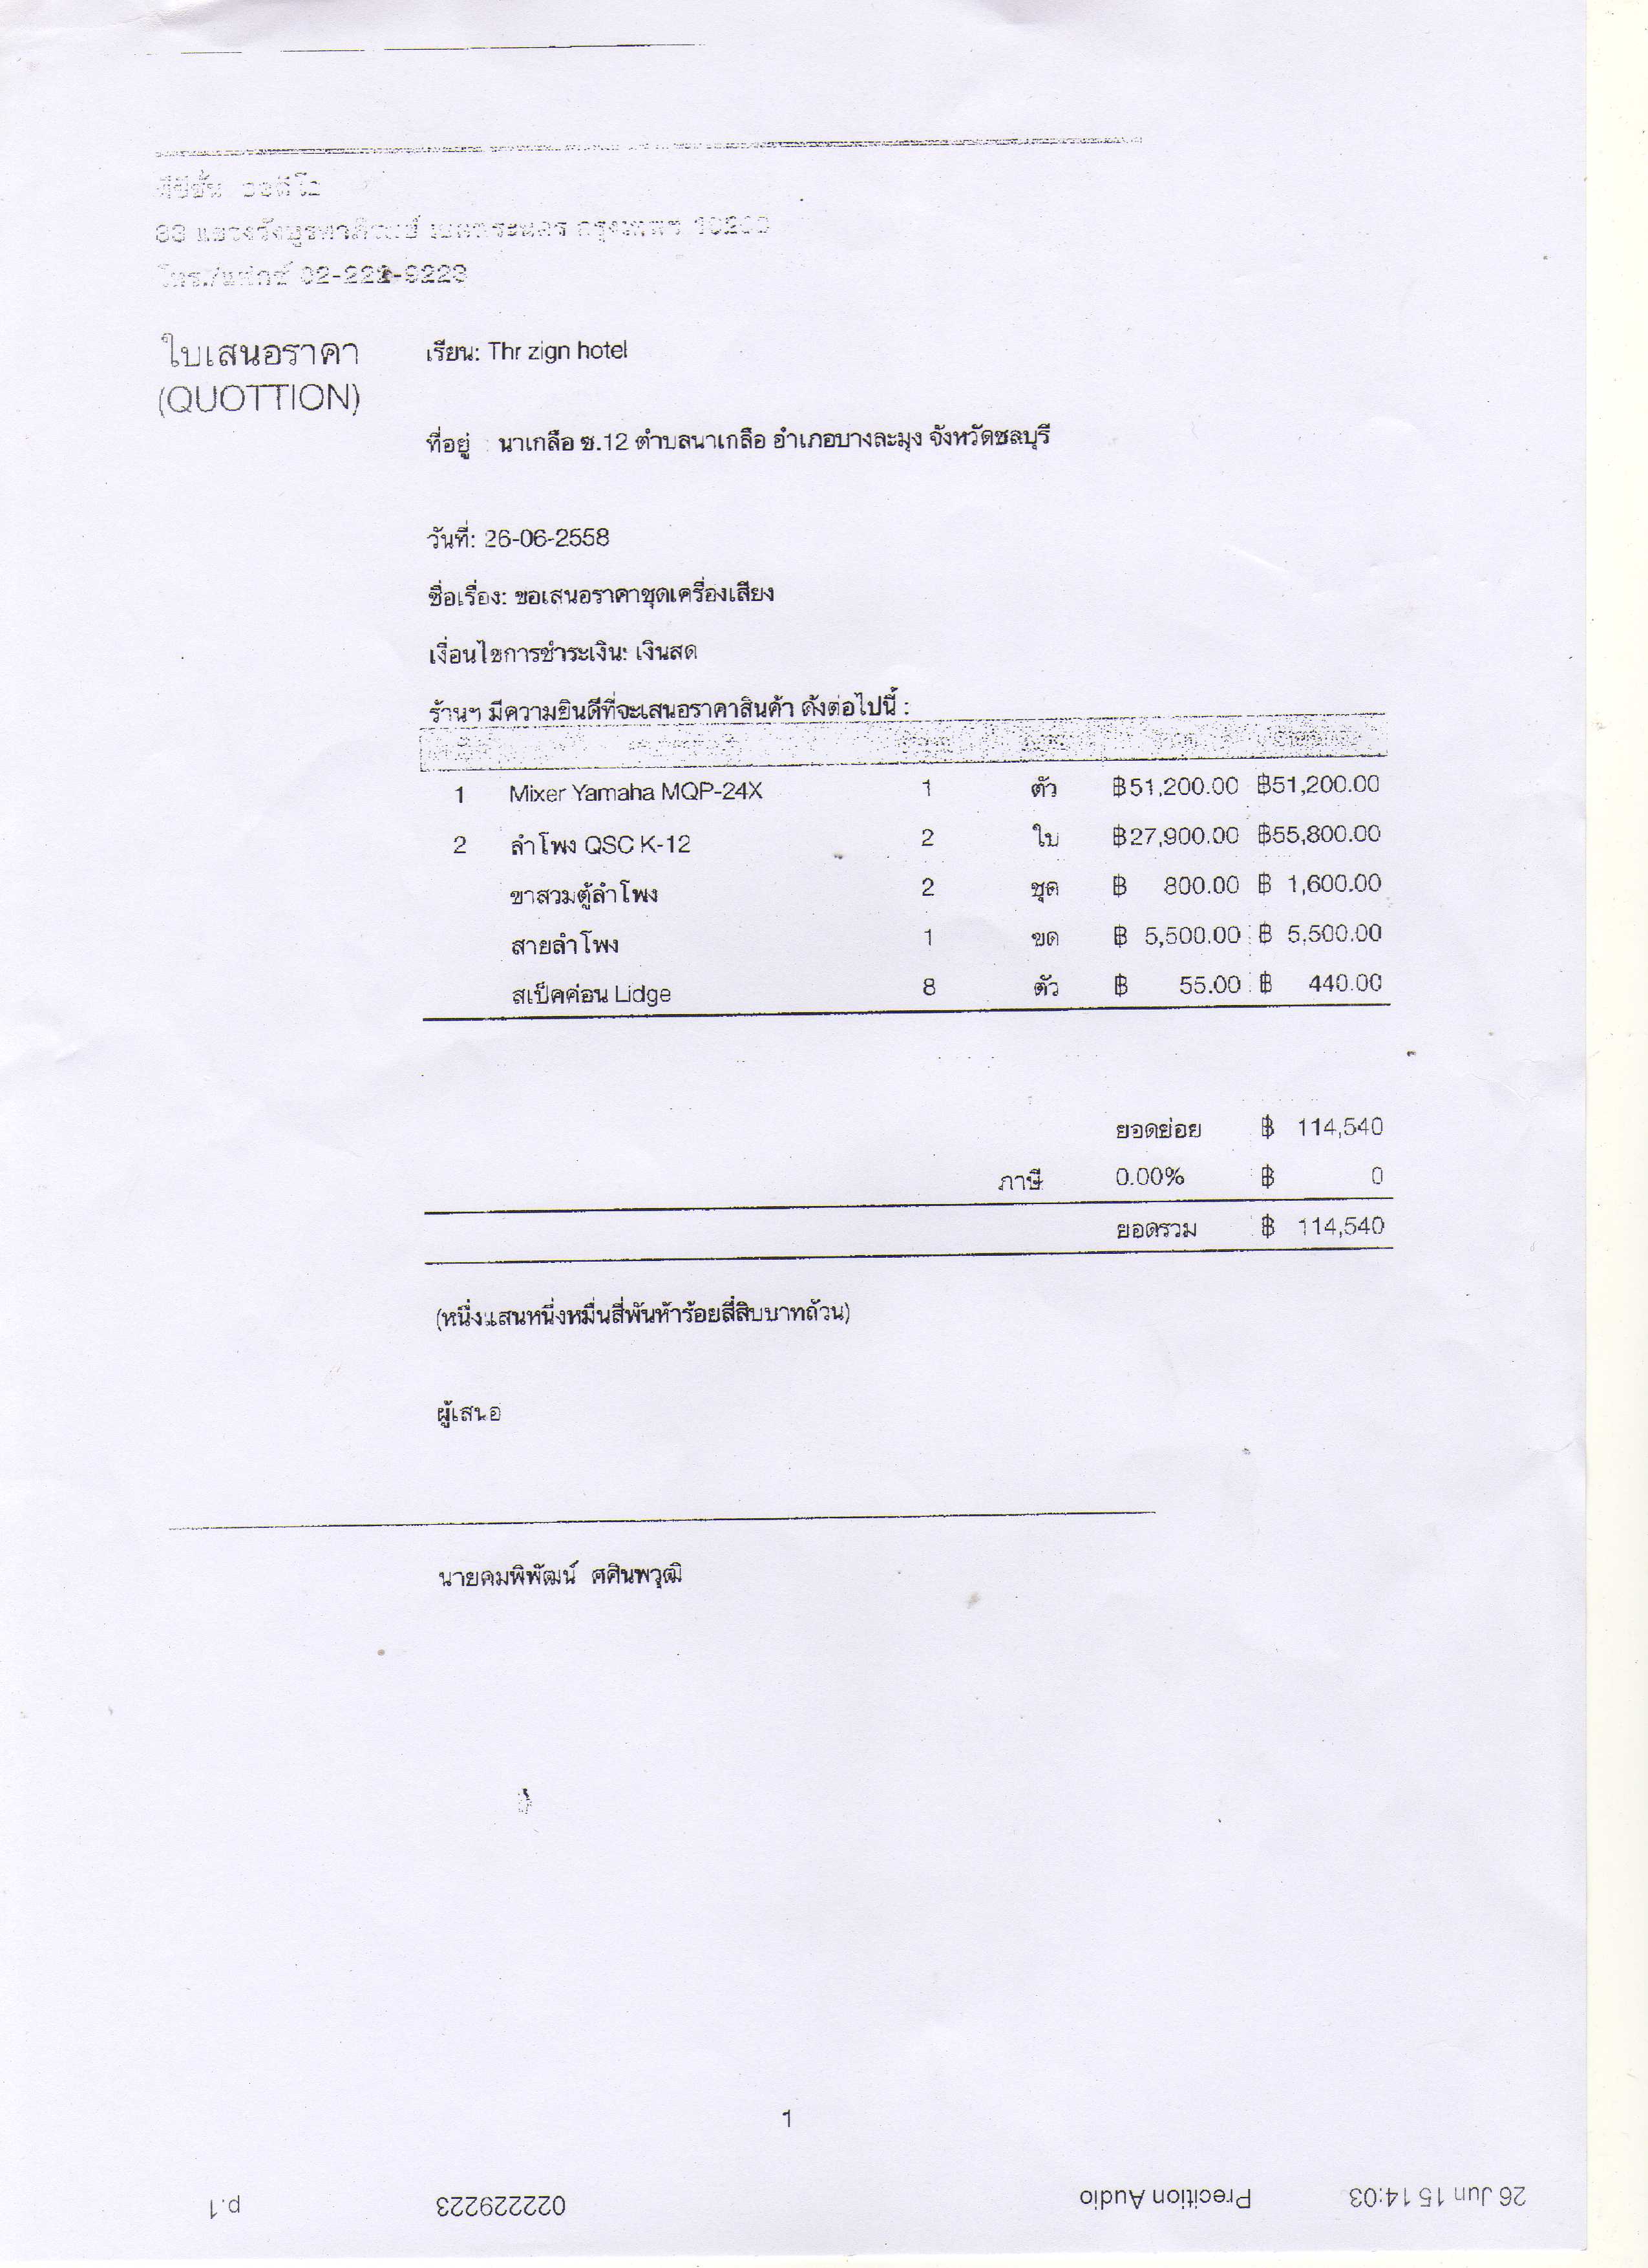 ออดิโอ
10200
โทร./แฟกซ์ 02-222-9223
ใบเสนอราคา
(QUOTTION)
เรียน: Thr zign hotel
ที่อยู่ : นาเกลือ ซ.12 ตำบลนาเกลือ อำเภอบางละมุง จังหวัดชลบุรี
วันที่: 26-06-2558
ชื่อเรื่อง: ขอเสนอราคาชุดเครื่องเสียง
เงื่อนไขการชำระเงิน: เงินสด
ร้านฯ มีความยินดีที่จะเสนอราคาสินค้า ดังต่อไปนี้ :
1 Mixer Yamaha MQP-24X 1 ตัว ฿51,200.00 ฿51,200.00
2 ลำโพง QSC K-12 2 ใบ ฿27,900.00 ฿55,800.00
ขาสวมตู้ลำโพง 2 ชุด ฿ 800.00 ฿ 1,600.00
สายลำโพง 1 ขด ฿ 5,500.00 ฿ 5,500.00
สเป็คค่อน Lidge 8 ตัว ฿ 55.00 ฿ 440.00
ยอดย่อย ฿ 114,540
ภาษี 0.00% ฿ 0
ยอดรวม ฿ 114,540
(หนึ่งแสนหนึ่งหมื่นสี่พันห้าร้อยสี่สิบบาทถ้วน)
ผู้เสนอ
นายคมพิพัฒน์ ศศินพวุฒิ
1
26 Jun 15 14:03 Precition Audio 022229223 p.1